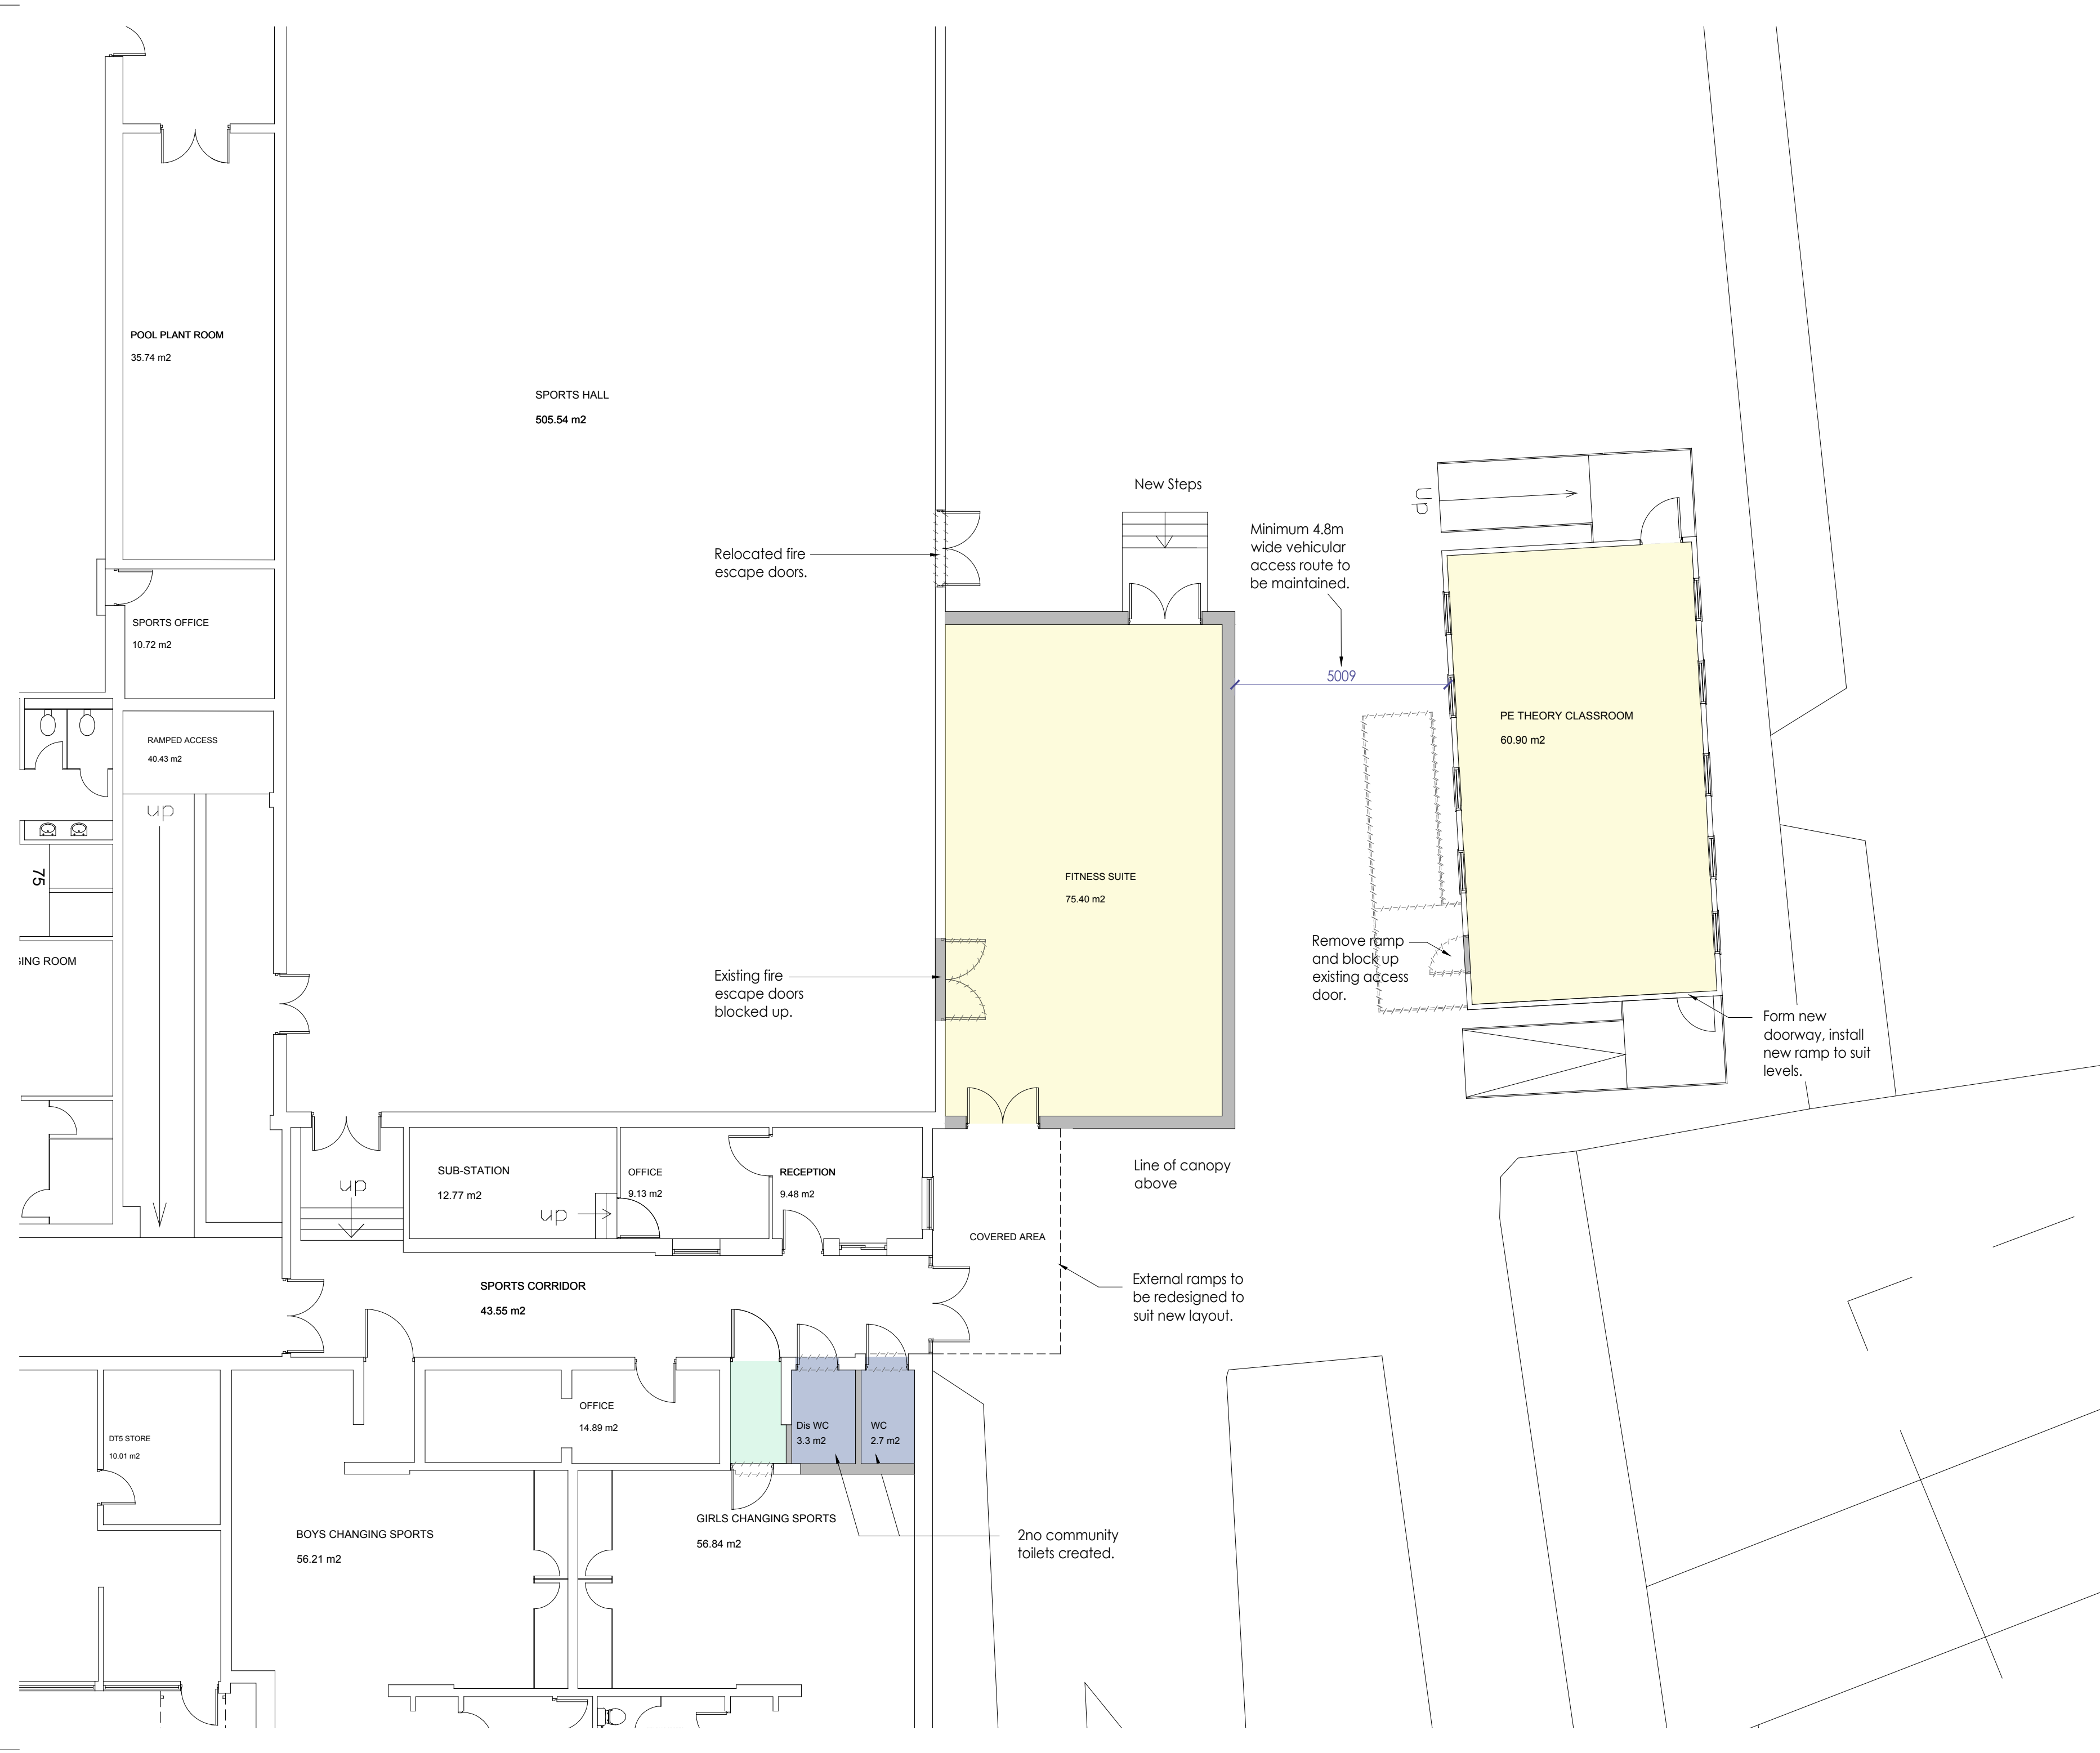 POOL PLANT ROOM
35.74 m2
SPORTS HALL
505.54 m2
New Steps
up
Minimum 4.8m
wide vehicular
access route to
be maintained.
Relocated fire
escape doors.
SPORTS OFFICE
10.72 m2
5009
PE THEORY CLASSROOM
60.90 m2
RAMPED ACCESS
40.43 m2
up
75
FITNESS SUITE
75.40 m2
GING ROOM
Remove ramp
and block up
existing access
door.
Existing fire
escape doors
blocked up.
Form new
doorway, install
new ramp to suit
levels.
SUB-STATION
12.77 m2
OFFICE
9.13 m2
RECEPTION
9.48 m2
up
up
Line of canopy
above
COVERED AREA
External ramps to
be redesigned to
suit new layout.
SPORTS CORRIDOR
43.55 m2
OFFICE
14.89 m2
Dis WC
3.3 m2
WC
2.7 m2
DT5 STORE
10.01 m2
BOYS CHANGING SPORTS
56.21 m2
GIRLS CHANGING SPORTS
56.84 m2
2no community
toilets created.